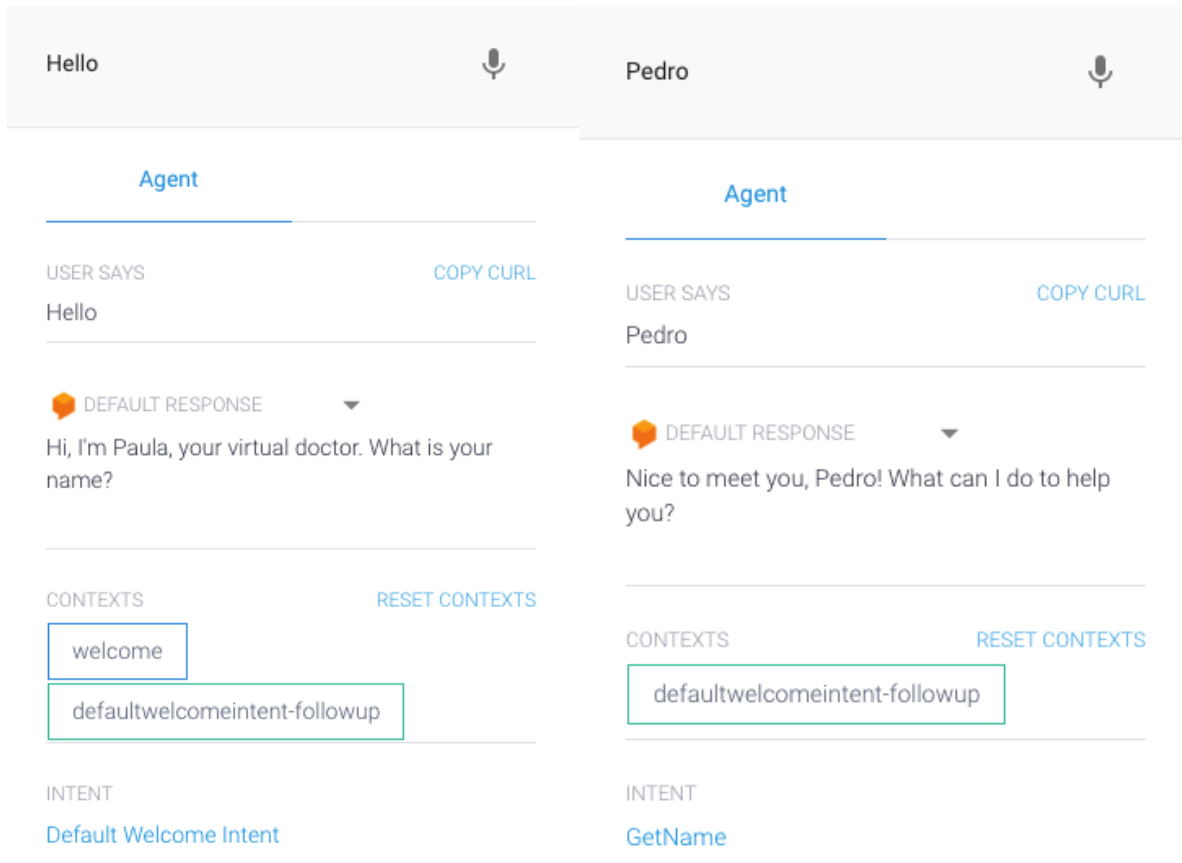 Hello
Agent
USER SAYS COPY CURL
Hello
DEFAULT RESPONSE
Hi, I'm Paula, your virtual doctor. What is your
name?
CONTEXTS RESET CONTEXTS
welcome
defaultwelcomeintent-followup
INTENT
Default Welcome Intent
Pedro
Agent
USER SAYS COPY CURL
Pedro
DEFAULT RESPONSE
Nice to meet you, Pedro! What can I do to help
you?
CONTEXTS RESET CONTEXTS
defaultwelcomeintent-followup
INTENT
GetName